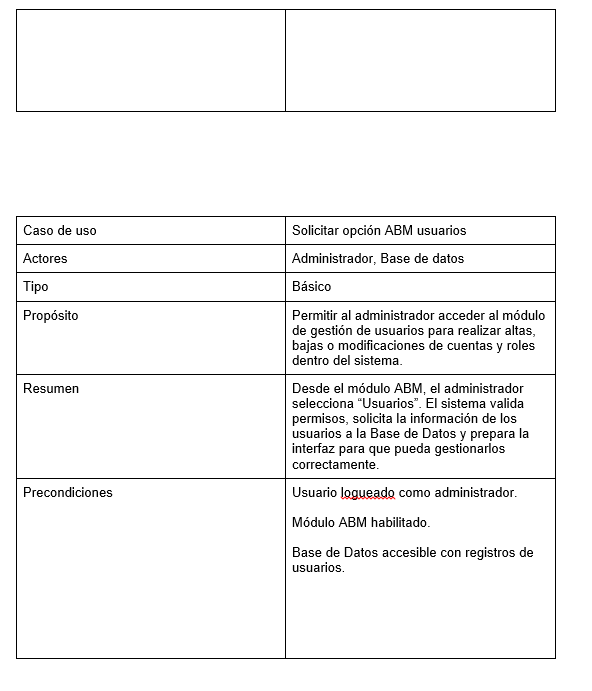 Caso de uso
Solicitar opción ABM usuarios
Actores
Administrador, Base de datos
Tipo
Básico
Propósito
Permitir al administrador acceder al módulo
de gestión de usuarios para realizar altas,
bajas o modificaciones de cuentas y roles
dentro del sistema.
Resumen
Desde el módulo ABM, el administrador
selecciona “Usuarios”. El sistema valida
permisos, solicita la información de los
usuarios a la Base de Datos y prepara la
interfaz para que pueda gestionarlos
correctamente.
Precondiciones
Usuario logueado como administrador.
Módulo ABM habilitado.
Base de Datos accesible con registros de
usuarios.